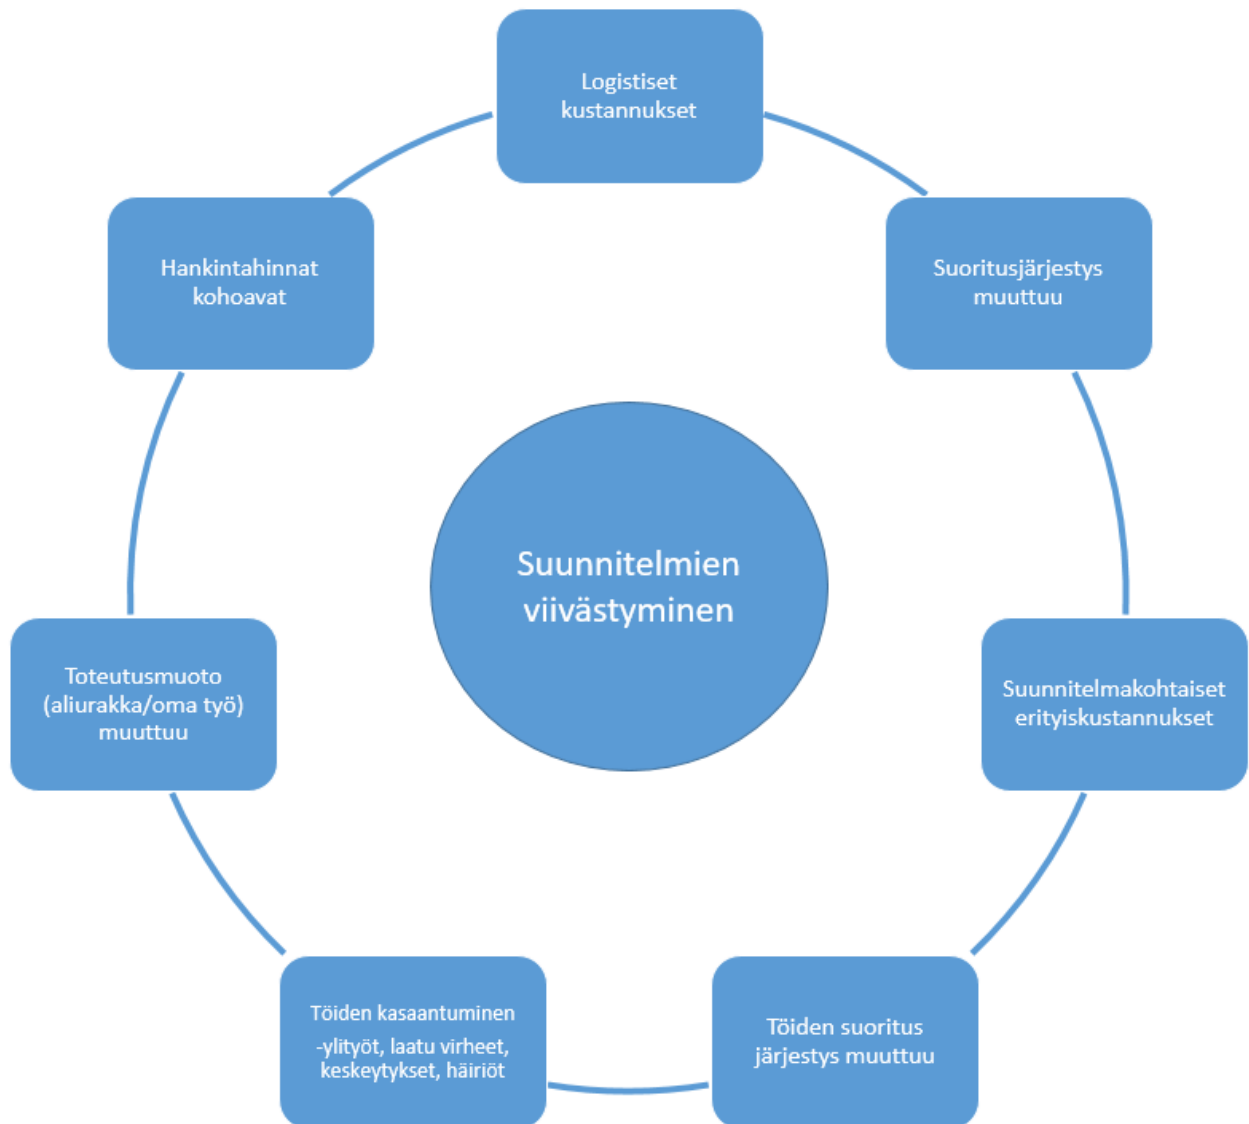 Logistiset
kustannukset
Suoritusjärjestys
muuttuu
Suunnitelmakohtaiset
erityiskustannukset
Töiden suoritus
järjestys muuttuu
Töiden kasaantuminen
-ylityöt, laatu virheet,
keskeytykset, häiriöt
Toteutusmuoto
(aliurakka/oma työ)
muuttuu
Hankintahinnat
kohoavat
Suunnitelmien
viivästyminen